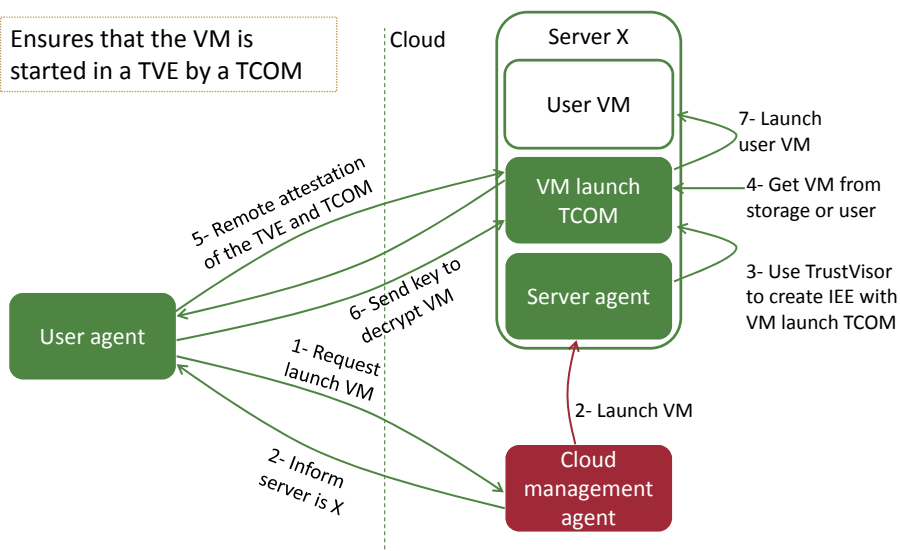 Ensures that the VM is
started in a TVE by a TCOM
Cloud
Server X
User VM
7- Launch
user VM
VM launch
TCOM
4- Get VM from
storage or user
5- Remote attestation
of the TVE and TCOM
Server agent
3- Use TrustVisor
to create IEE with
VM launch TCOM
6- Send key to
decrypt VM
User agent
1- Request
launch VM
2- Launch VM
2- Inform
server is X
Cloud
management
agent